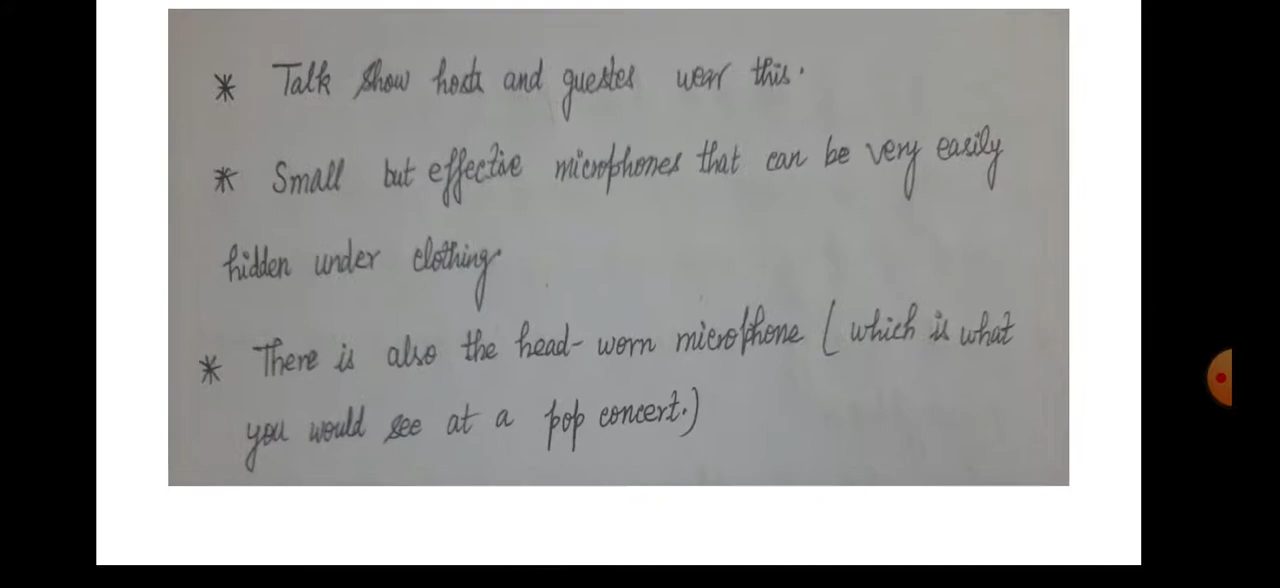 * Talk show hosts and guestes wear this.
* Small but effective microphones that can be very easily
hidden under clothing.
* There is also the head-worn microphone (which is what
you would see at a pop concert.)